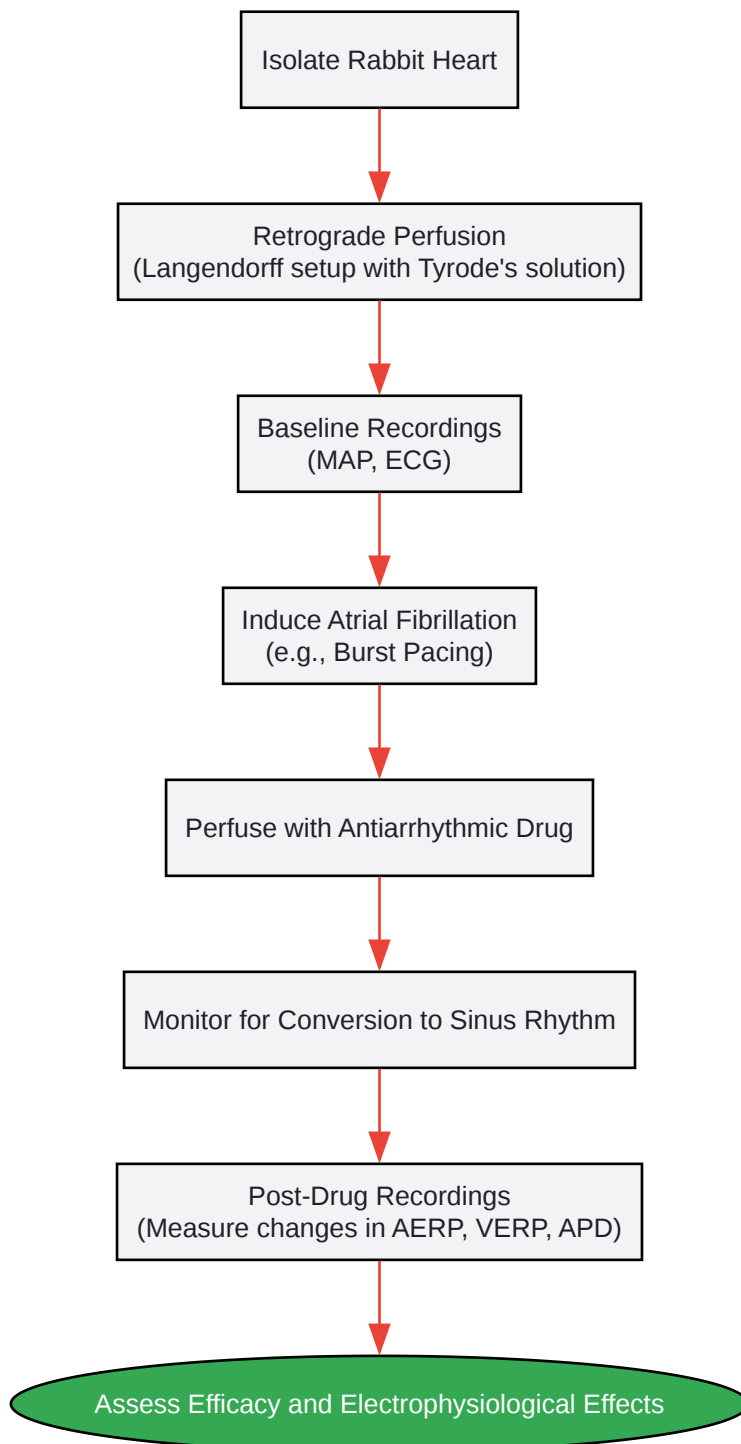 Isolate Rabbit Heart
Retrograde Perfusion
(Langendorff setup with Tyrode's solution)
Baseline Recordings
(MAP, ECG)
Induce Atrial Fibrillation
(e.g., Burst Pacing)
Perfuse with Antiarrhythmic Drug
Monitor for Conversion to Sinus Rhythm
Post-Drug Recordings
(Measure changes in AERP, VERP, APD)
Assess Efficacy and Electrophysiological Effects